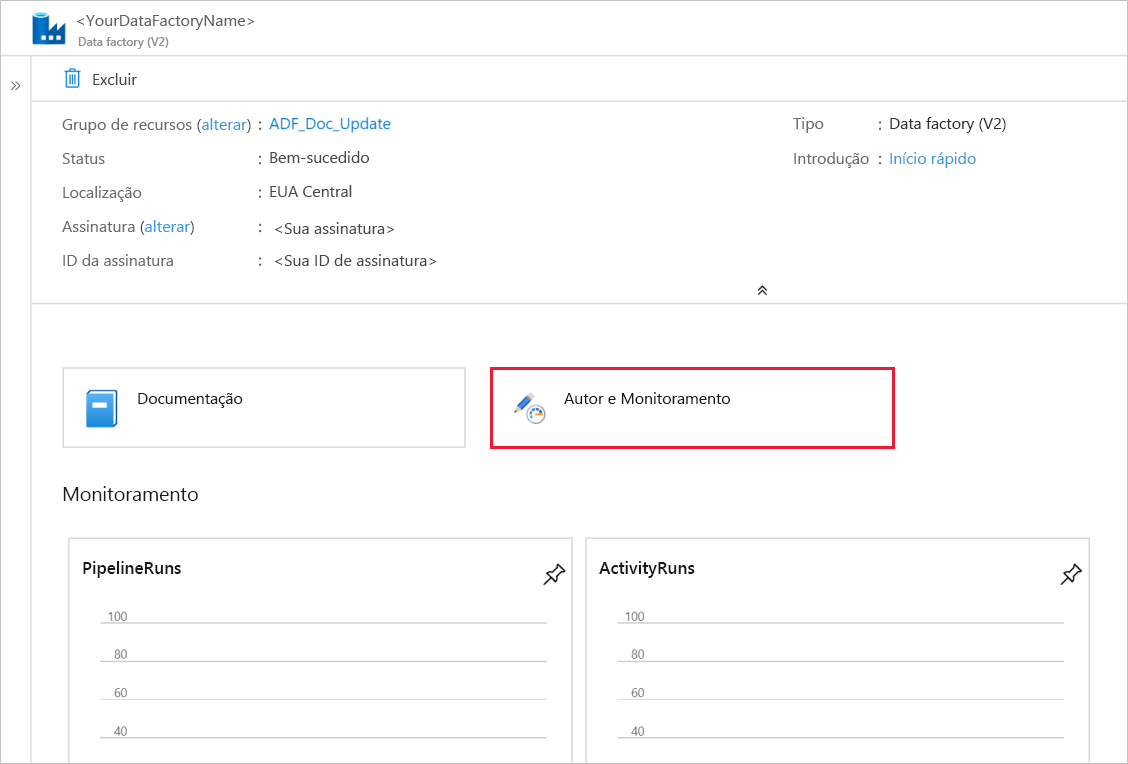 <YourDataFactoryName>
Data factory (V2)
Excluir
Grupo de recursos (alterar) : ADF_Doc_Update
Tipo : Data factory (V2)
Status : Bem-sucedido
Introdução : Início rápido
Localização : EUA Central
Assinatura (alterar) : <Sua assinatura>
ID da assinatura : <Sua ID de assinatura>
Documentação
Autor e Monitoramento
Monitoramento
PipelineRuns
100
80
60
40
ActivityRuns
100
80
60
40